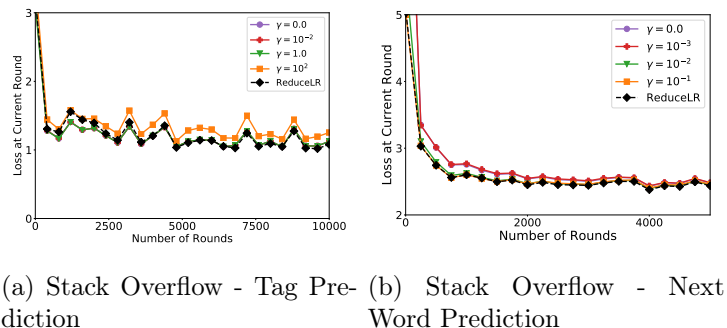 3
2
1
0
Loss at Current Round
0
2500
5000
7500
10000
Number of Rounds
γ = 0.0
γ = 10⁻²
γ = 1.0
γ = 10²
ReduceLR
5
4
3
2
Loss at Current Round
0
2000
4000
Number of Rounds
γ = 0.0
γ = 10⁻³
γ = 10⁻²
γ = 10⁻¹
ReduceLR
(a) Stack Overflow - Tag Pre-
diction
(b) Stack Overflow - Next
Word Prediction